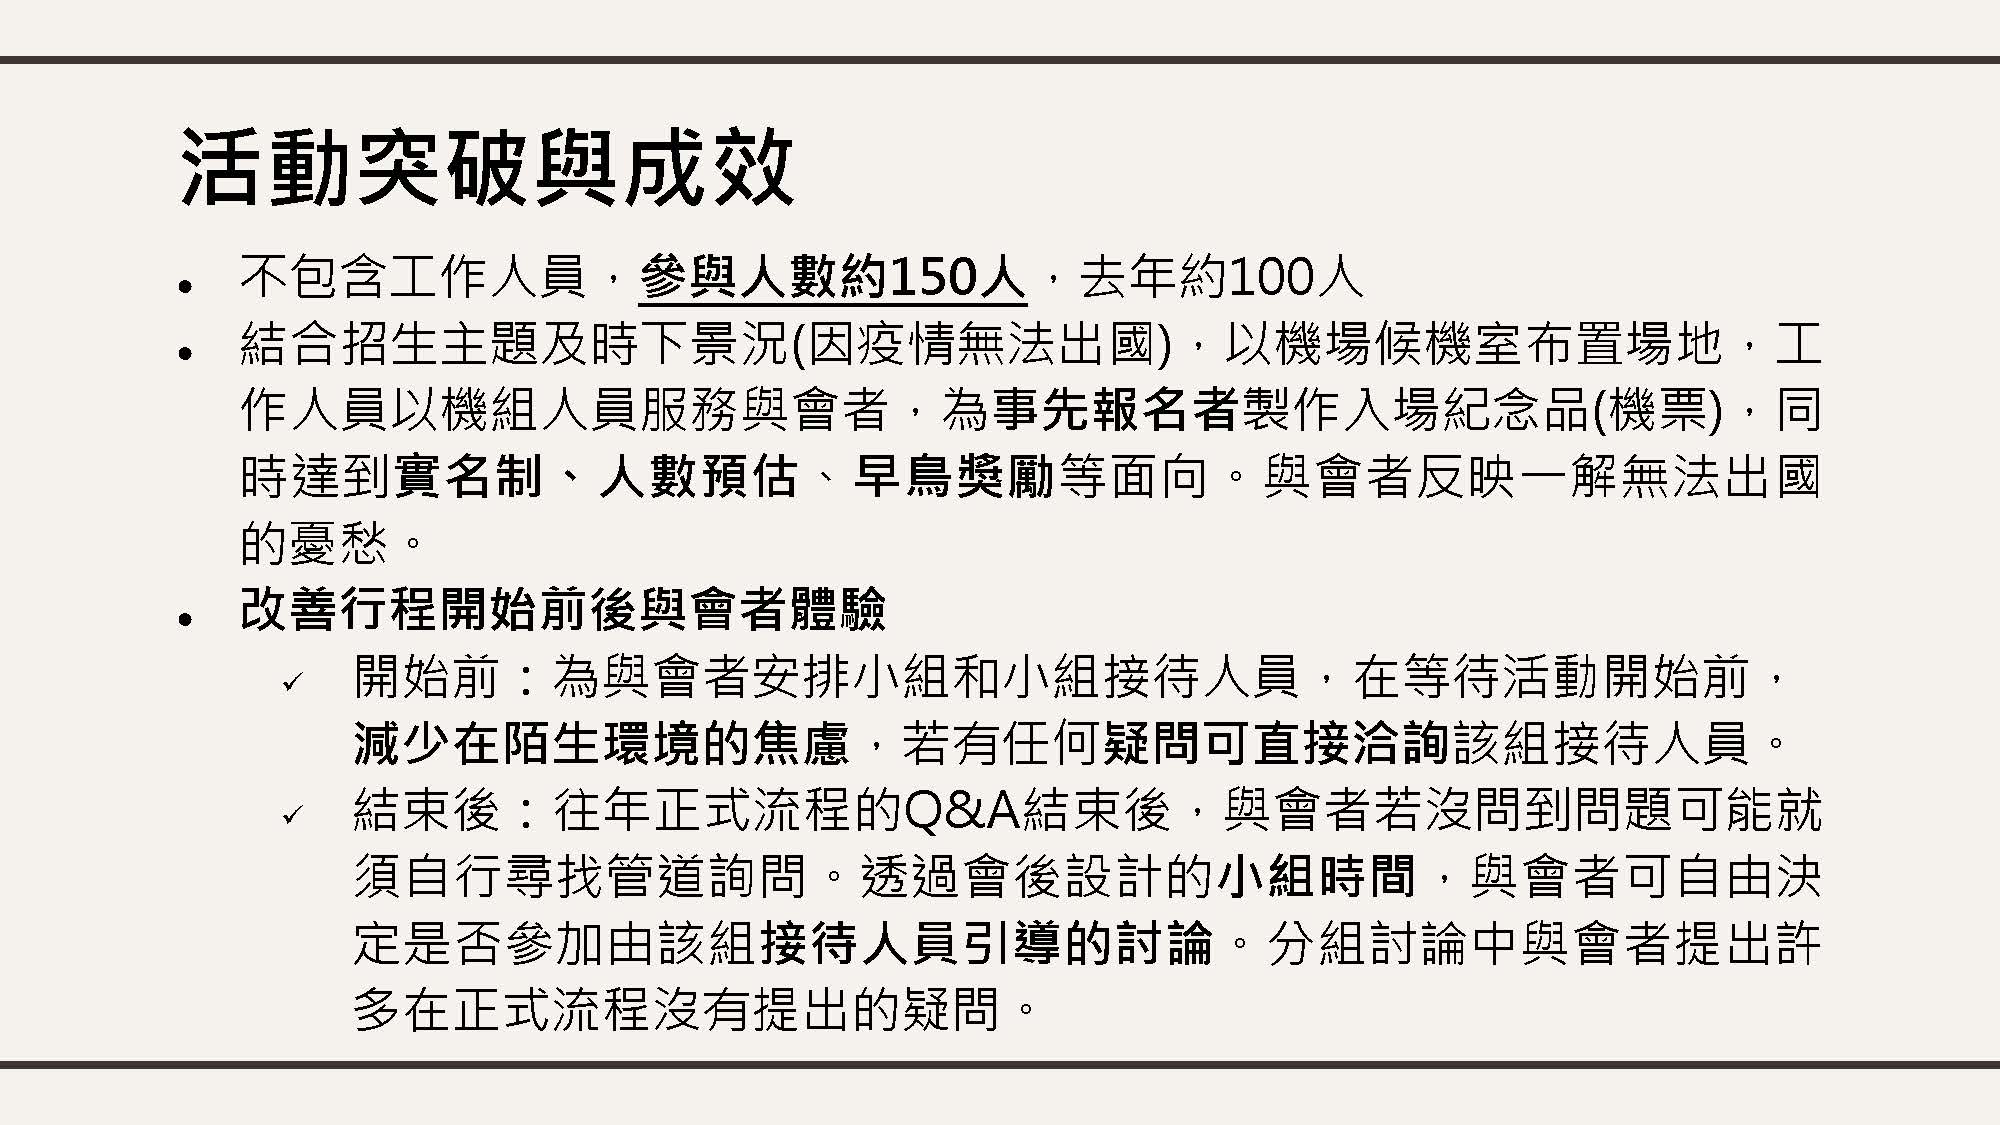 活動突破與成效
● 不包含工作人員，參與人數約150人，去年約100人
● 結合招生主題及時下景況(因疫情無法出國)，以機場候機室布置場地，工
作人員以機組人員服務與會者，為事先報名者製作入場紀念品(機票)，同
時達到實名制、人數預估、早鳥獎勵等面向。與會者反映一解無法出國
的憂愁。
● 改善行程開始前後與會者體驗
✓ 開始前：為與會者安排小組和小組接待人員，在等待活動開始前，
減少在陌生環境的焦慮，若有任何疑問可直接洽詢該組接待人員。
✓ 結束後：往年正式流程的Q&A結束後，與會者若沒問到問題可能就
須自行尋找管道詢問。透過會後設計的小組時間，與會者可自由決
定是否參加由該組接待人員引導的討論。分組討論中與會者提出許
多在正式流程沒有提出的疑問。